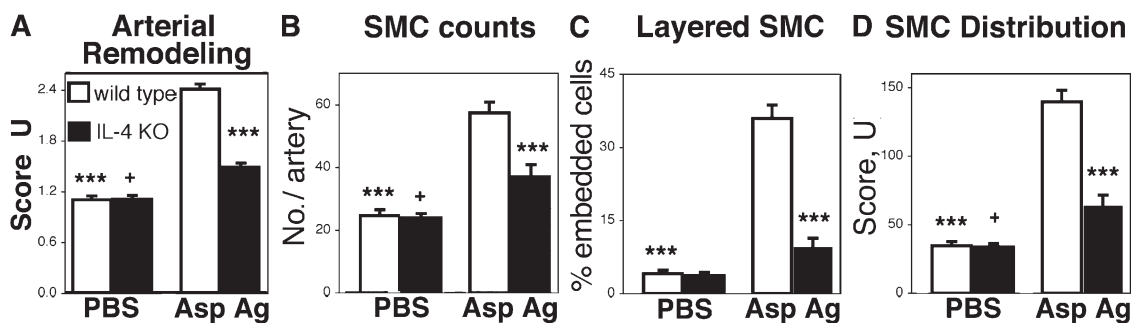 A Arterial Remodeling
Score U
2.4
1.8
1.2
0.6
0.0
wild type
IL-4 KO
*** + ***
PBS Asp Ag
B SMC counts
No./ artery
60
40
20
0
*** + ***
PBS Asp Ag
C Layered SMC
% embedded cells
45
30
15
0
*** ***
PBS Asp Ag
D SMC Distribution
Score, U
150
100
50
0
*** + ***
PBS Asp Ag